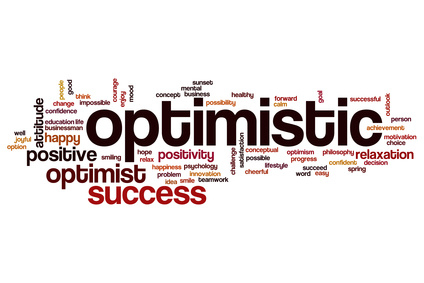 sunset
mental
concept business
healthy
possibility
forward
calm
goal
successful
outlook
people
good
think
change impossible
confidence
courage
enjoy
mood
attitude
education life
businessman
well
joyful
option
happy
optimistic
person
achievement
motivation
choice
positive
smiling
hope
relax
positivity
challenge
satisfaction
conceptual
possible
optimism
progress
philosophy
confident
relaxation
decision
spring
optimist
happiness psychology
problem innovation
idea smile teamwork
cheerful
lifestyle
succeed
word easy
success